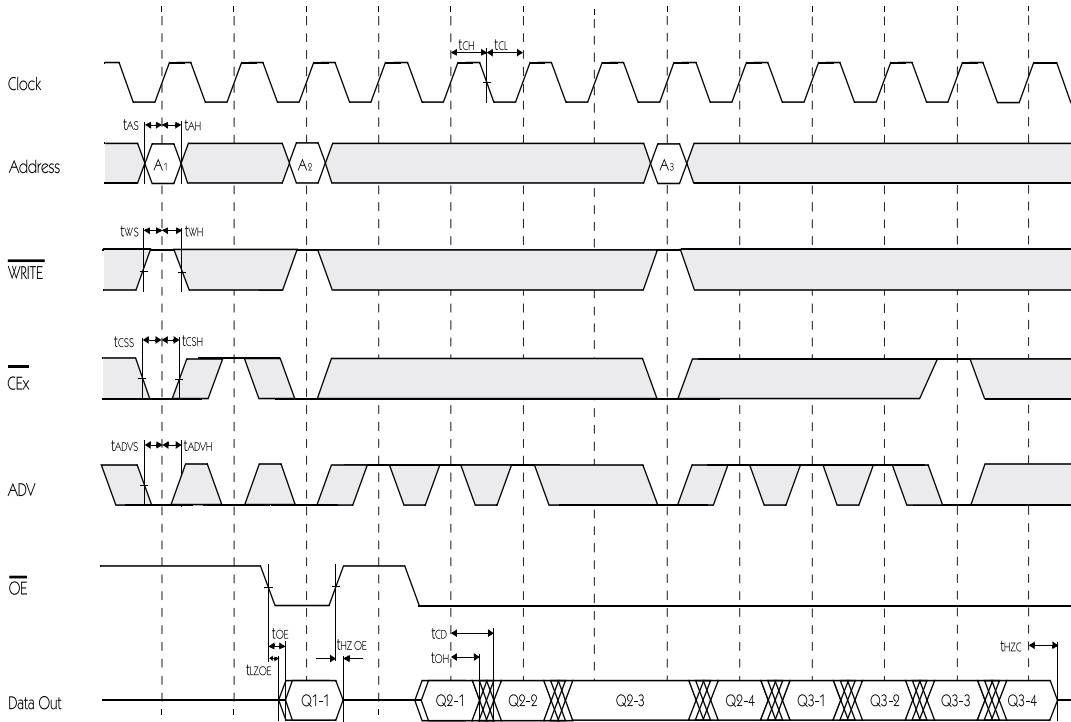 tCH tCL
Clock
tAS tAH
Address A1 A2 A3
tWS tWH
WRITE
tCSS tCSH
CEx
tADVS tADVH
ADV
OE
tOE tHZOE tCD tHZC
tLZOE tOH
Data Out Q1-1 Q2-1 Q2-2 Q2-3 Q2-4 Q3-1 Q3-2 Q3-3 Q3-4